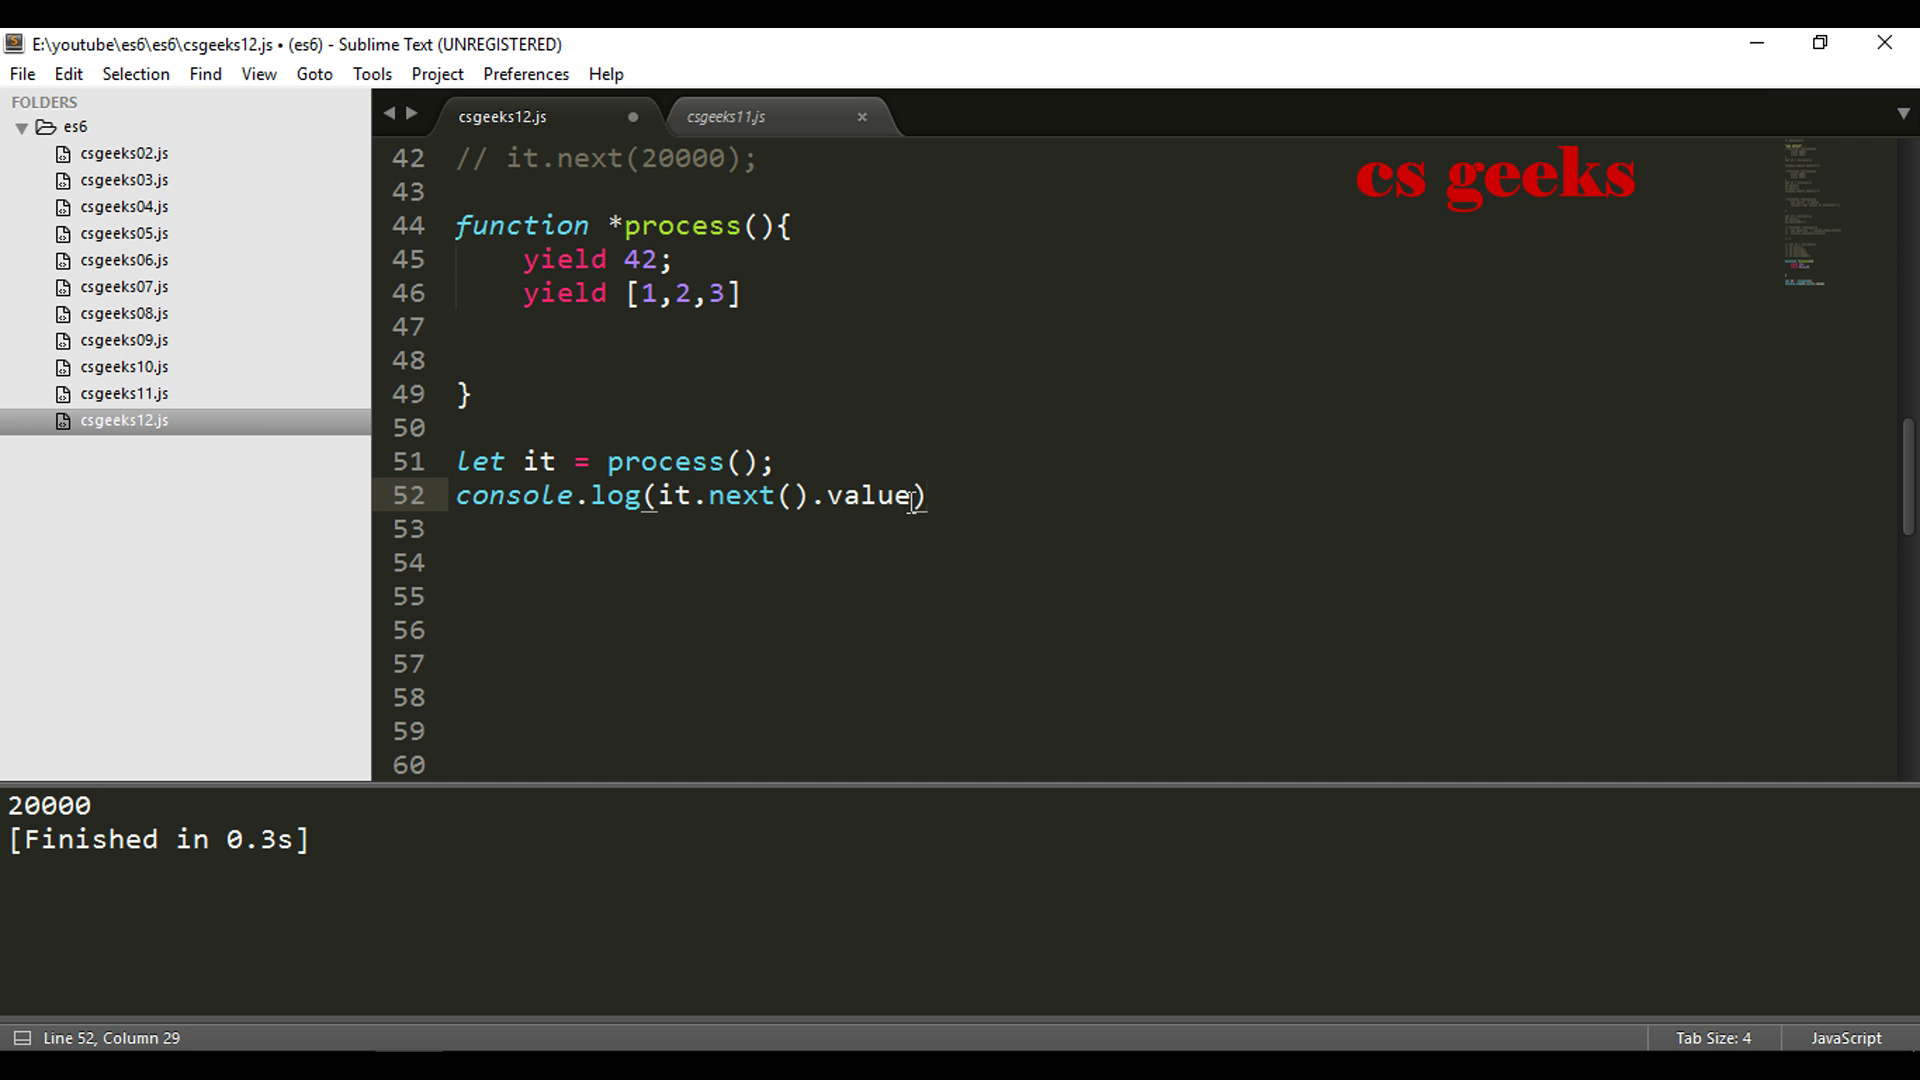 E:\youtube\es6\es6\csgeeks12.js • (es6) - Sublime Text (UNREGISTERED)
File Edit Selection Find View Goto Tools Project Preferences Help
FOLDERS
es6
csgeeks02.js
csgeeks03.js
csgeeks04.js
csgeeks05.js
csgeeks06.js
csgeeks07.js
csgeeks08.js
csgeeks09.js
csgeeks10.js
csgeeks11.js
csgeeks12.js
csgeeks12.js csgeeks11.js
cs geeks
42 // it.next(20000);
43
44 function *process(){
45 yield 42;
46 yield [1,2,3]
47
48
49 }
50
51 let it = process();
52 console.log(it.next().value)
53
54
55
56
57
58
59
60
20000
[Finished in 0.3s]
Line 52, Column 29
Tab Size: 4
JavaScript